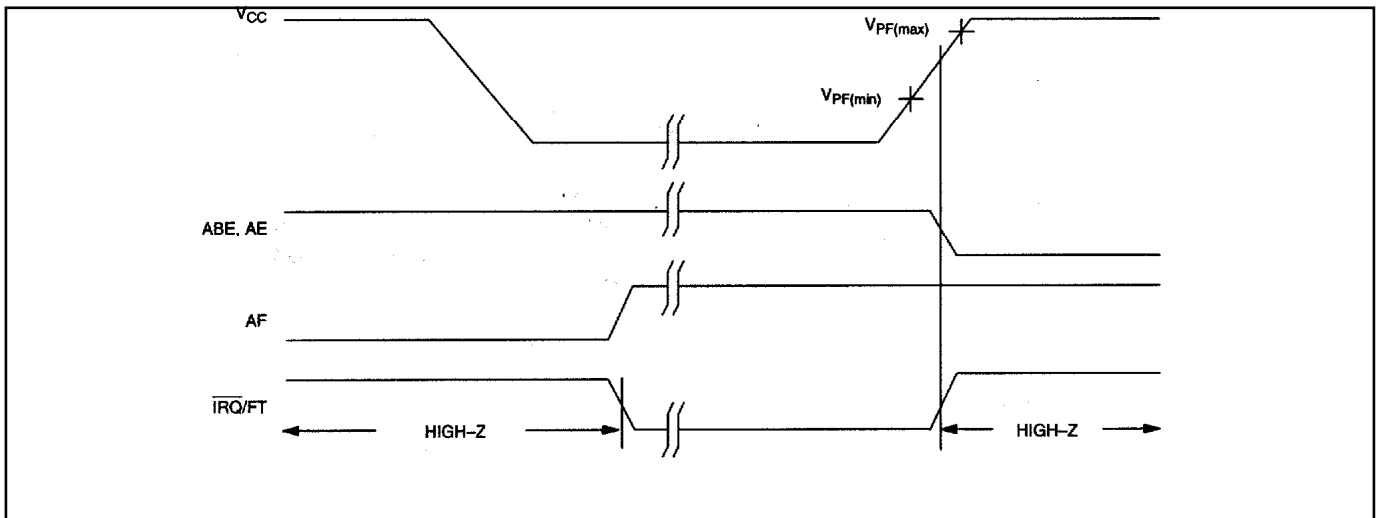 VCC
VPF(max)
VPF(min)
ABE, AE
AF
IRQ/FT
HIGH–Z
HIGH–Z